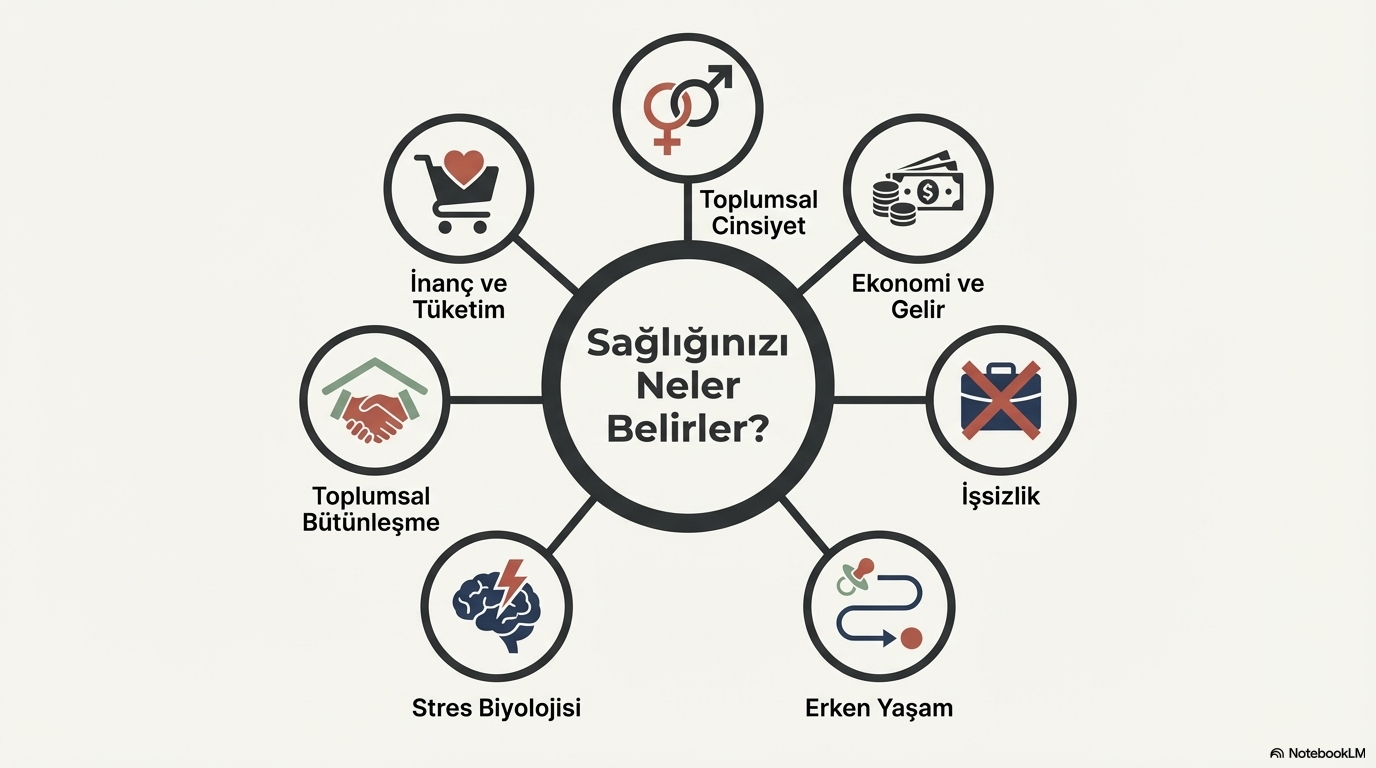 Toplumsal
Cinsiyet
İnanç ve
Tüketim
Ekonomi ve
Gelir
Sağlığınızı
Neler
Belirler?
Toplumsal
Bütünleşme
İşsizlik
Stres Biyolojisi
Erken Yaşam
NotebookLM